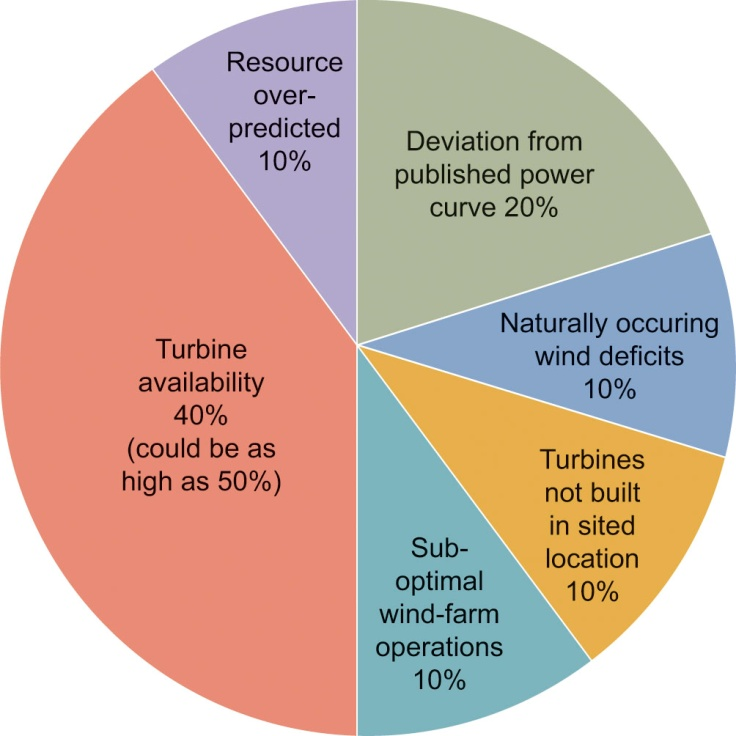 Resource
over-
predicted
10%
Deviation from
published power
curve 20%
Naturally occuring
wind deficits
10%
Turbine
availability
40%
(could be as
high as 50%)
Turbines
not built
in sited
location
10%
Sub-
optimal
wind-farm
operations
10%